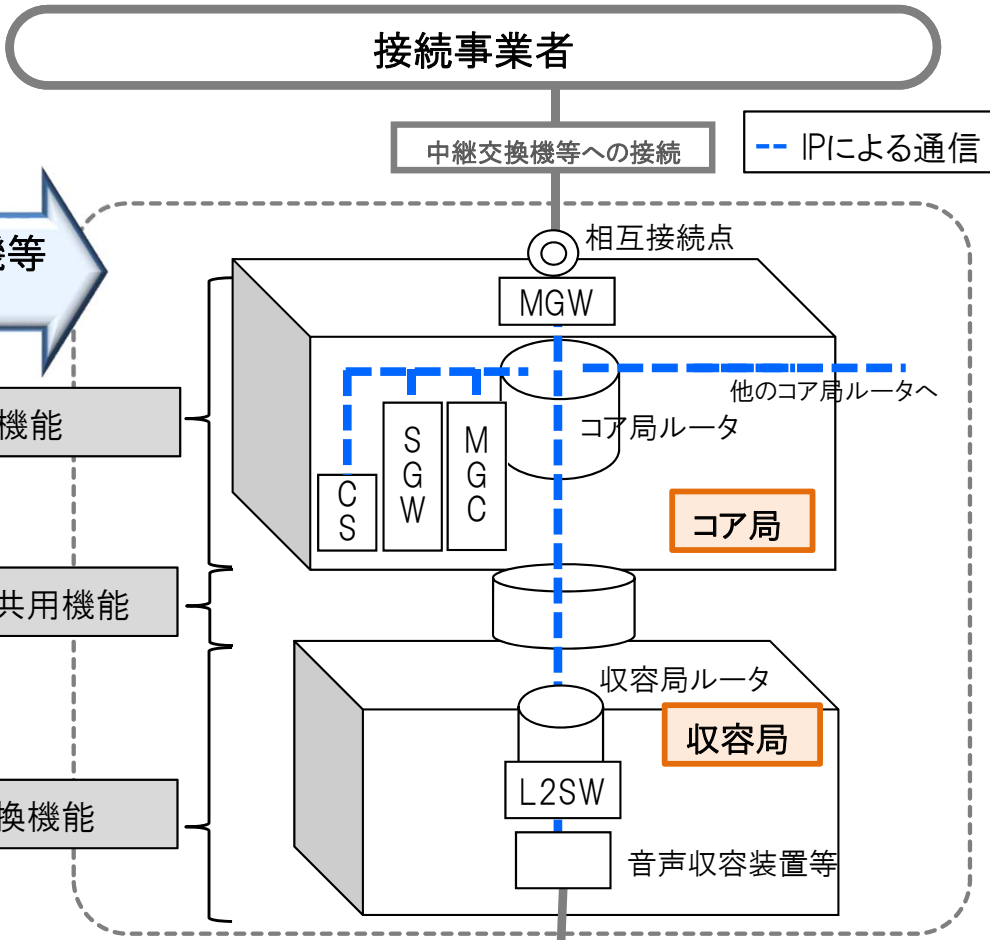 接続事業者
中継交換機等への接続
IPによる通信
機等
相互接続点
MGW
他のコア局ルータへ
コア局ルータ
機能
SGW
MGC
CS
コア局
共用機能
収容局ルータ
収容局
L2SW
換機能
音声収容装置等